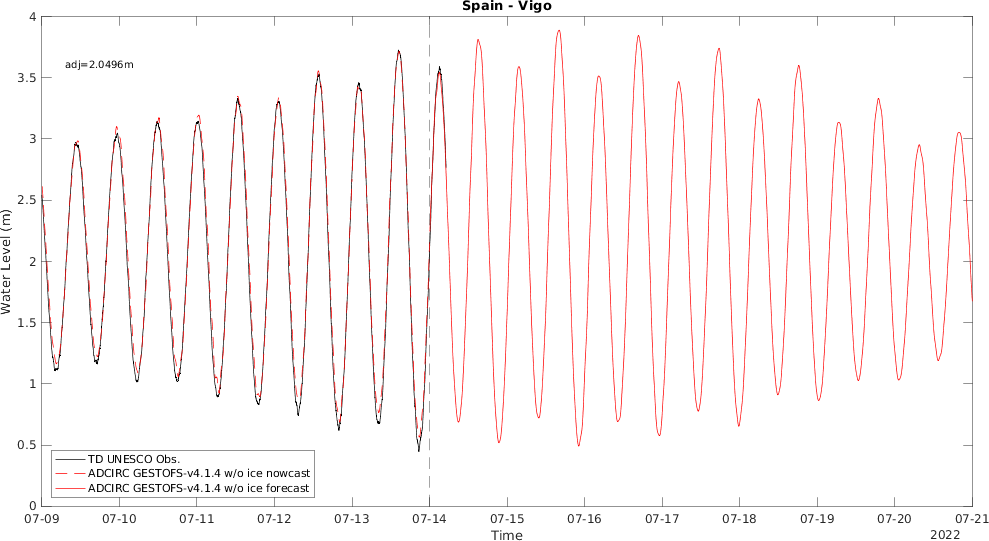 Spain - Vigo
adj=2.0496m
Water Level (m)
4
3.5
3
2.5
2
1.5
1
0.5
0
TD UNESCO Obs.
ADCIRC GESTOFS-v4.1.4 w/o ice nowcast
ADCIRC GESTOFS-v4.1.4 w/o ice forecast
07-09 07-10 07-11 07-12 07-13 07-14 07-15 07-16 07-17 07-18 07-19 07-20 07-21
Time
2022